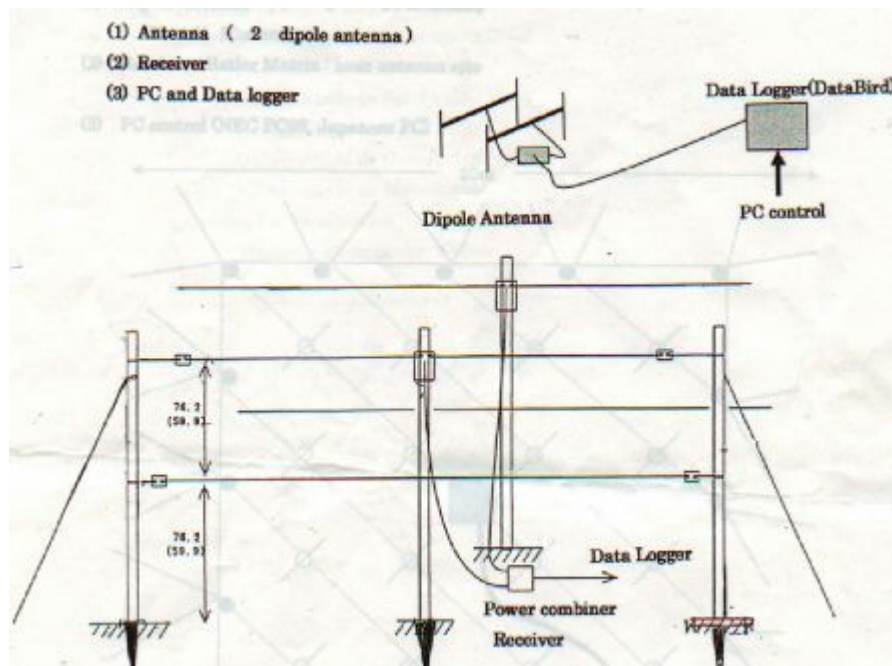 (1) Antenna ( 2 dipole antenna )
(2) Receiver
(3) PC and Data logger
Data Logger(DataBird)
Dipole Antenna
PC control
76.2
(59.9)
76.2
(59.9)
Data Logger
Power combiner
Receiver